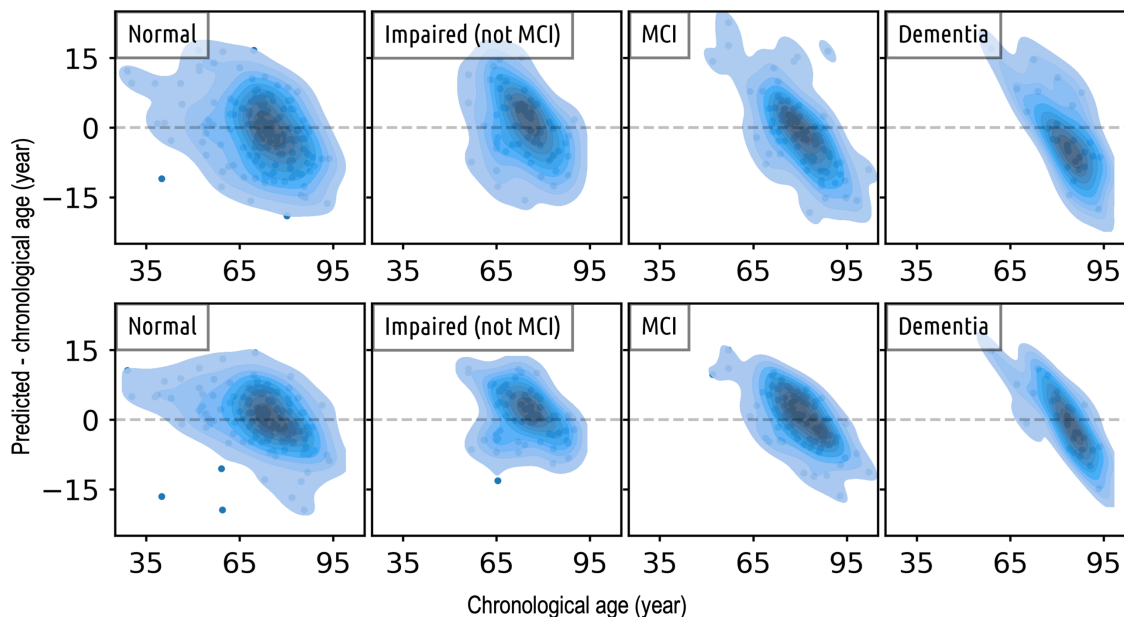 Normal
Impaired (not MCI)
MCI
Dementia
15
0
−15
35 65 95 35 65 95 35 65 95 35 65 95
Predicted - chronological age (year)
Normal
Impaired (not MCI)
MCI
Dementia
15
0
−15
35 65 95 35 65 95 35 65 95 35 65 95
Chronological age (year)